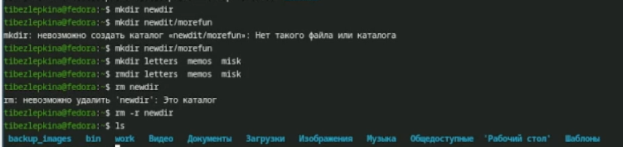 tibezlepkina@fedora:~$ mkdir newdir
tibezlepkina@fedora:~$ mkdir newdit/morefun
mkdir: невозможно создать каталог «newdit/morefun»: Нет такого файла или каталога
tibezlepkina@fedora:~$ mkdir newdir/morefun
tibezlepkina@fedora:~$ mkdir letters memos misk
tibezlepkina@fedora:~$ rmdir letters memos misk
tibezlepkina@fedora:~$ rm newdir
rm: невозможно удалить 'newdir': Это каталог
tibezlepkina@fedora:~$ rm -r newdir
tibezlepkina@fedora:~$ ls
backup_images bin work Видео Документы Загрузки Изображения Музыка Общедоступные 'Рабочий стол' Шаблоны